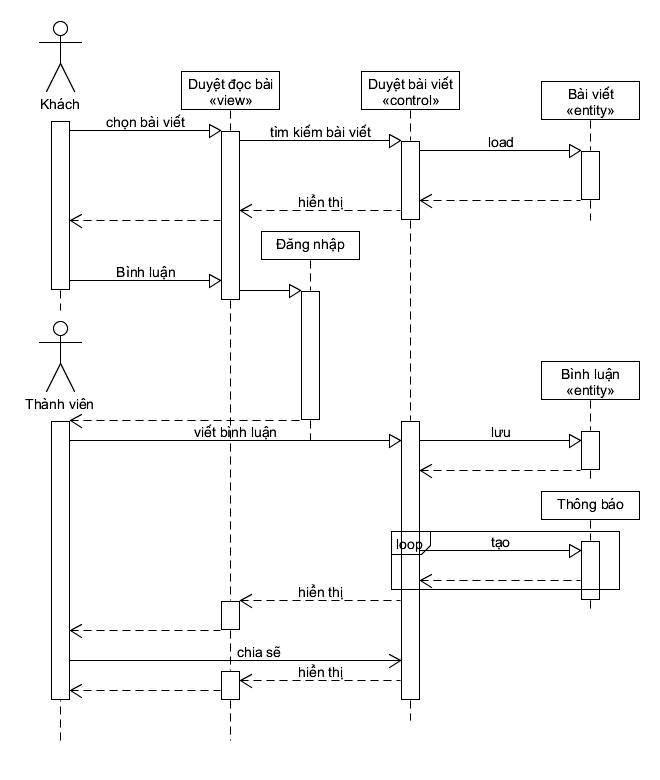 Khách
Duyệt đọc bài
«view»
Duyệt bài viết
«control»
Bài viết
«entity»
chọn bài viết
tìm kiếm bài viết
load
hiển thị
Đăng nhập
Bình luận
Thành viên
Bình luận
«entity»
viết bình luận
lưu
Thông báo
loop
tạo
hiển thị
chia sẽ
hiển thị